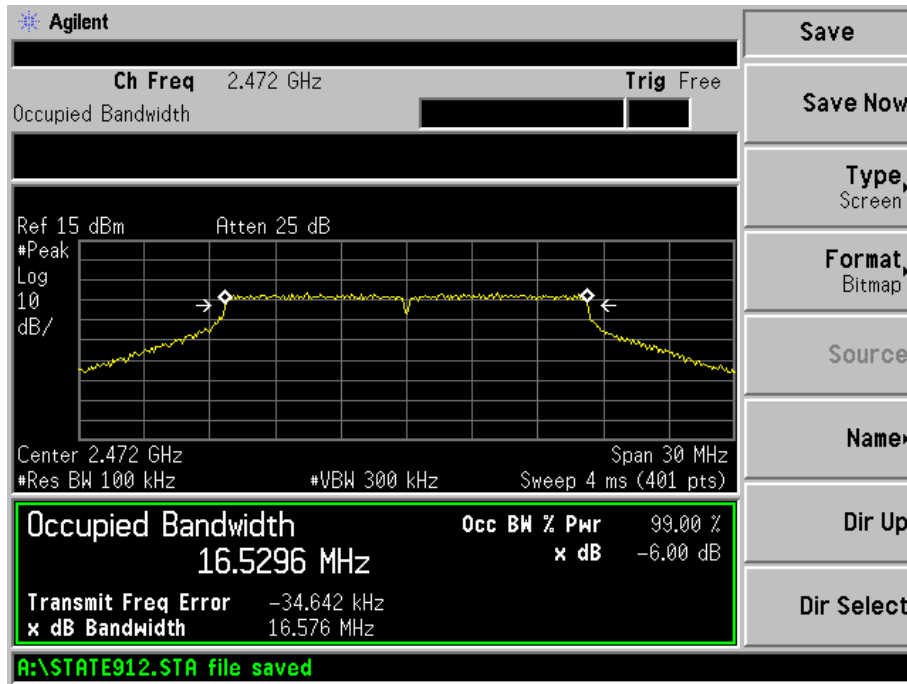 Agilent
Save
Ch Freq 2.472 GHz Trig Free
Occupied Bandwidth
Save Now
Type
Screen
Ref 15 dBm Atten 25 dB
#Peak
Log
10
dB/
Format
Bitmap
Source
Name
Center 2.472 GHz Span 30 MHz
#Res BW 100 kHz #VBW 300 kHz Sweep 4 ms (401 pts)
Occupied Bandwidth
16.5296 MHz
Occ BW % Pwr 99.00 %
x dB -6.00 dB
Dir Up
Transmit Freq Error -34.642 kHz
x dB Bandwidth 16.576 MHz
Dir Select
A:\STATE912.STA file saved